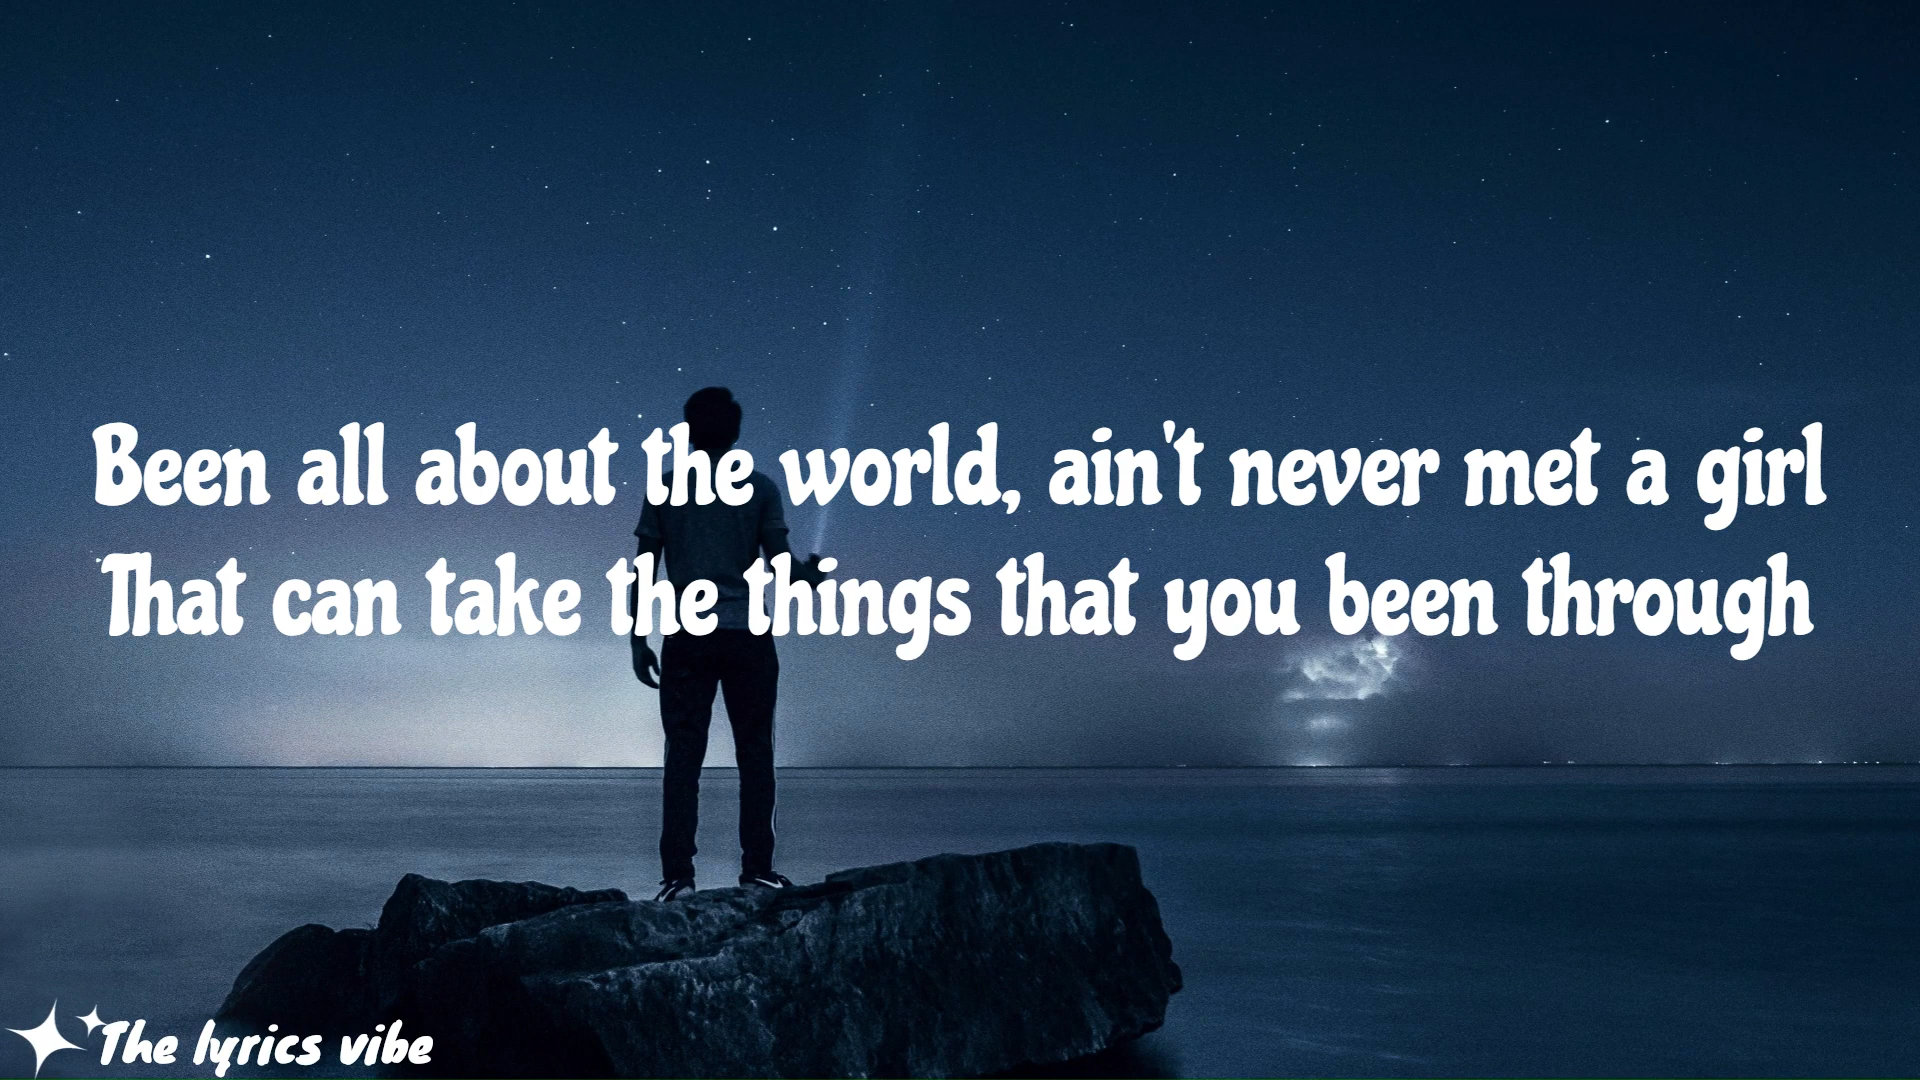 Been all about the world, ain't never met a girl
That can take the things that you been through
The lyrics vibe